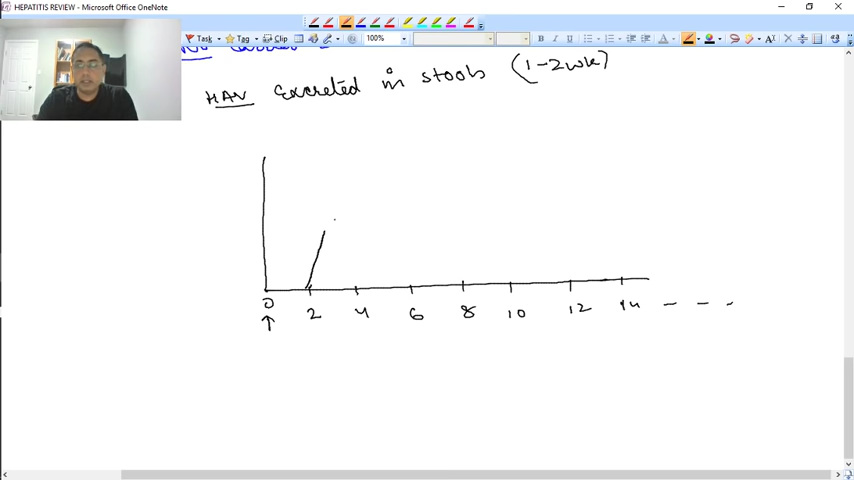 HEPATITIS REVIEW - Microsoft Office OneNote
Task Tag Clip 100%
HAV Excreted in stools (1-2wk)
0 2 4 6 8 10 12 14 - - -